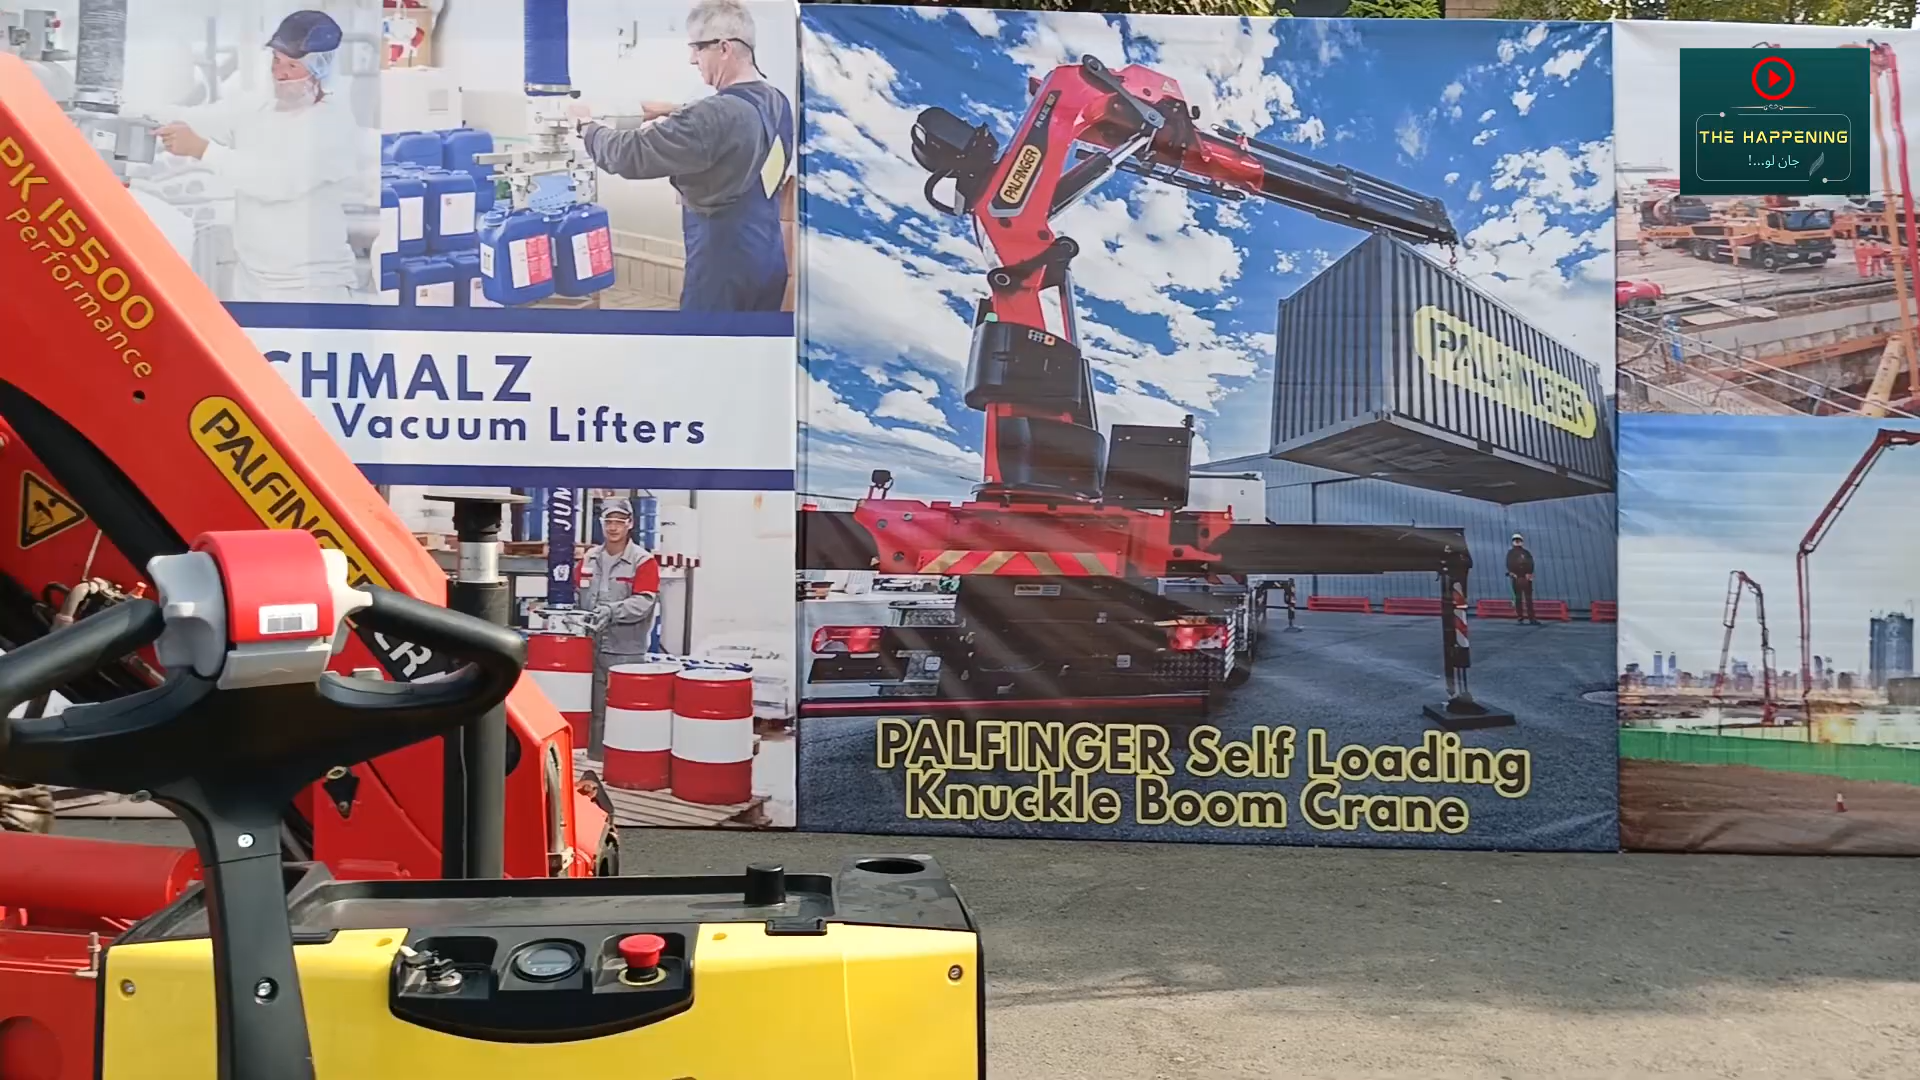 PK 15500
Performance
PALFINGER
CHMALZ
Vacuum Lifters
JUM
PALFINGER
PALFINGER
PALFINGER Self Loading
Knuckle Boom Crane
THE HAPPENING
جان لو...!